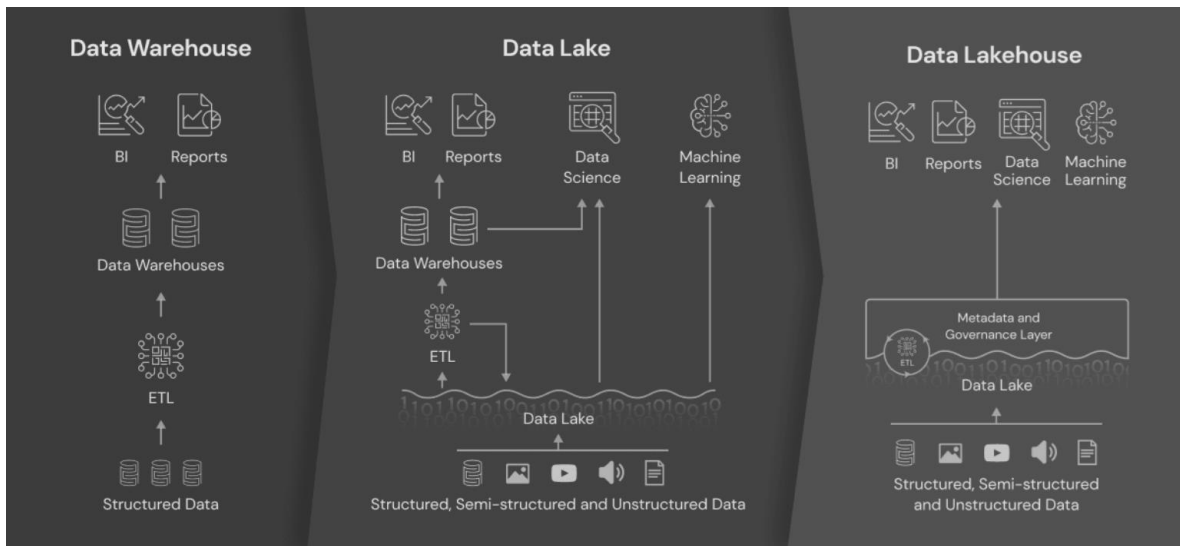 Data Warehouse
BI
Reports
Data Warehouses
ETL
Structured Data
Data Lake
BI
Reports
Data
Science
Machine
Learning
Data Warehouses
ETL
Data Lake
Structured, Semi-structured and Unstructured Data
Data Lakehouse
BI
Reports
Data
Science
Machine
Learning
Metadata and
Governance Layer
ETL
Data Lake
Structured, Semi-structured
and Unstructured Data